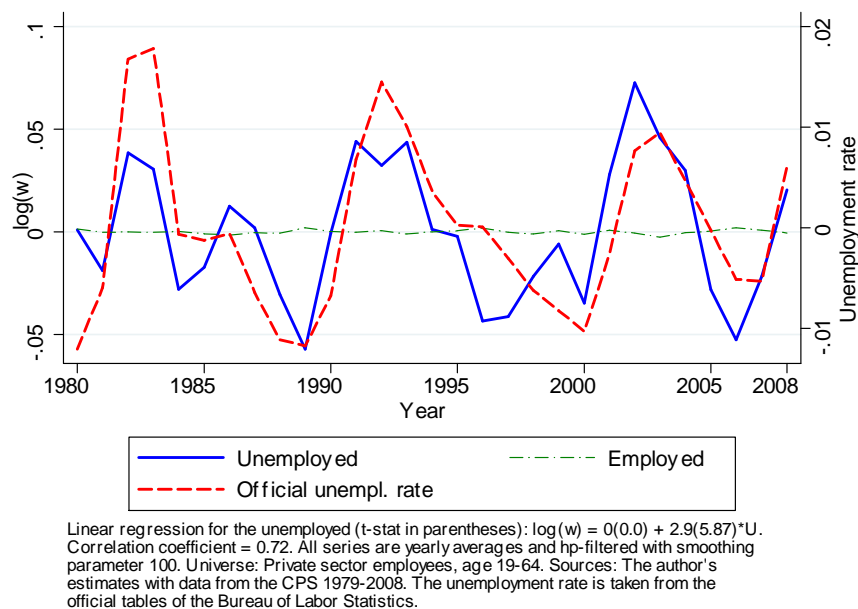 .1
.05
0
-.05
log(w)
.02
.01
0
-.01
Unemployment rate
1980 1985 1990 1995 2000 2005 2008
Year
Unemployed Employed
Official unempl. rate
Linear regression for the unemployed (t-stat in parentheses): log(w) = 0(0.0) + 2.9(5.87)*U.
Correlation coefficient = 0.72. All series are yearly averages and hp-filtered with smoothing
parameter 100. Universe: Private sector employees, age 19-64. Sources: The author's
estimates with data from the CPS 1979-2008. The unemployment rate is taken from the
official tables of the Bureau of Labor Statistics.